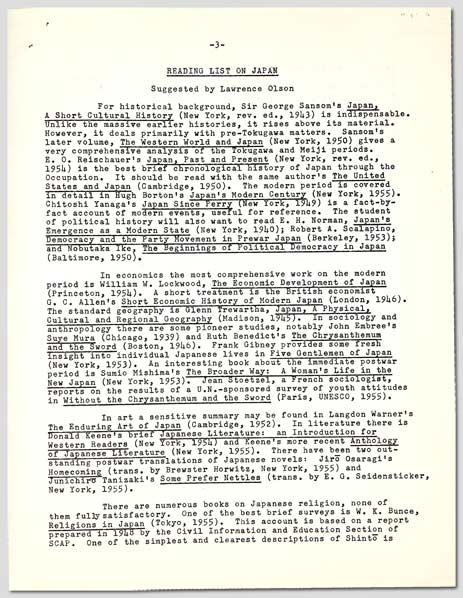 -3-
READING LIST ON JAPAN
Suggested by Lawrence Olson
For historical background, Sir George Sansom's Japan,
A Short Cultural History (New York, rev. ed., 1943) is indispensable.
Unlike the massive earlier histories, it rises above its material.
However, it deals primarily with pre-Tokugawa matters. Sansom's
later volume, The Western World and Japan (New York, 1950) gives a
very comprehensive analysis of the Tokugawa and Meiji periods.
E. O. Reischauer's Japan, Past and Present (New York, rev. ed.,
1954) is the best brief chronological history of Japan through the
Occupation. It should be read with the same author's The United
States and Japan (Cambridge, 1950). The modern period is covered
in detail in Hugh Borton's Japan's Modern Century (New York, 1955).
Chitoshi Yanaga's Japan Since Perry (New York, 1949) is a fact-by-
fact account of modern events, useful for reference. The student
of political history will also want to read E. H. Norman, Japan's
Emergence as a Modern State (New York, 1940); Robert A. Scalapino,
Democracy and the Party Movement in Prewar Japan (Berkeley, 1953);
and Nobutaka Ike, The Beginnings of Political Democracy in Japan
(Baltimore, 1950).
In economics the most comprehensive work on the modern
period is William W. Lockwood, The Economic Development of Japan
(Princeton, 1954). A short treatment is the British economist
G. C. Allen's Short Economic History of Modern Japan (London, 1946).
The standard geography is Glenn Trewartha, Japan, A Physical,
Cultural and Regional Geography (Madison, 1945). In sociology and
anthropology there are some pioneer studies, notably John Embree's
Suye Mura (Chicago, 1939) and Ruth Benedict's The Chrysanthemum
and the Sword (Boston, 1946). Frank Gibney provides some fresh
insight into individual Japanese lives in Five Gentlemen of Japan
(New York, 1953). An interesting book about the immediate postwar
period is Sumio Mishima's The Broader Way: A Woman's Life in the
New Japan (New York, 1953). Jean Stoetzel, a French sociologist,
reports on the results of a U.N.-sponsored survey of youth attitudes
in Without the Chrysanthemum and the Sword (Paris, UNESCO, 1955).
In art a sensitive summary may be found in Langdon Warner's
The Enduring Art of Japan (Cambridge, 1952). In literature there is
Donald Keene's brief Japanese Literature: an Introduction for
Western Readers (New York, 1954) and Keene's more recent Anthology
of Japanese Literature (New York, 1955). There have been two out-
standing postwar translations of Japanese novels: Jirō Osaragi's
Homecoming (trans. by Brewster Horwitz, New York, 1955) and
Junichirō Tanizaki's Some Prefer Nettles (trans. by E. G. Seidensticker,
New York, 1955).
There are numerous books on Japanese religion, none of
them fully satisfactory. One of the best brief surveys is W. K. Bunce,
Religions in Japan (Tokyo, 1955). This account is based on a report
prepared in 1948 by the Civil Information and Education Section of
SCAP. One of the simplest and clearest descriptions of Shintō is